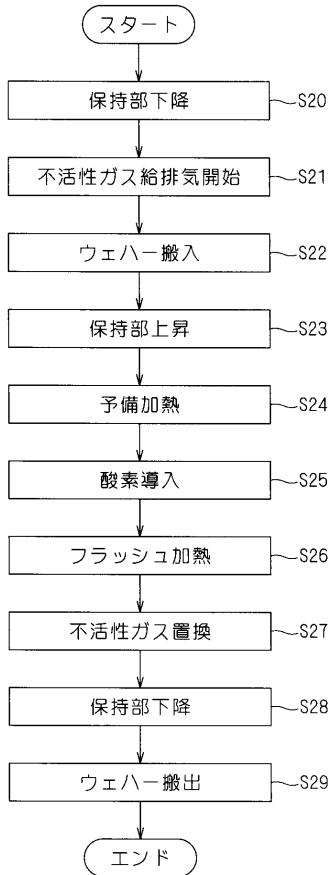 スタート
保持部下降 S20
不活性ガス給排気開始 S21
ウェハー搬入 S22
保持部上昇 S23
予備加熱 S24
酸素導入 S25
フラッシュ加熱 S26
不活性ガス置換 S27
保持部下降 S28
ウェハー搬出 S29
エンド